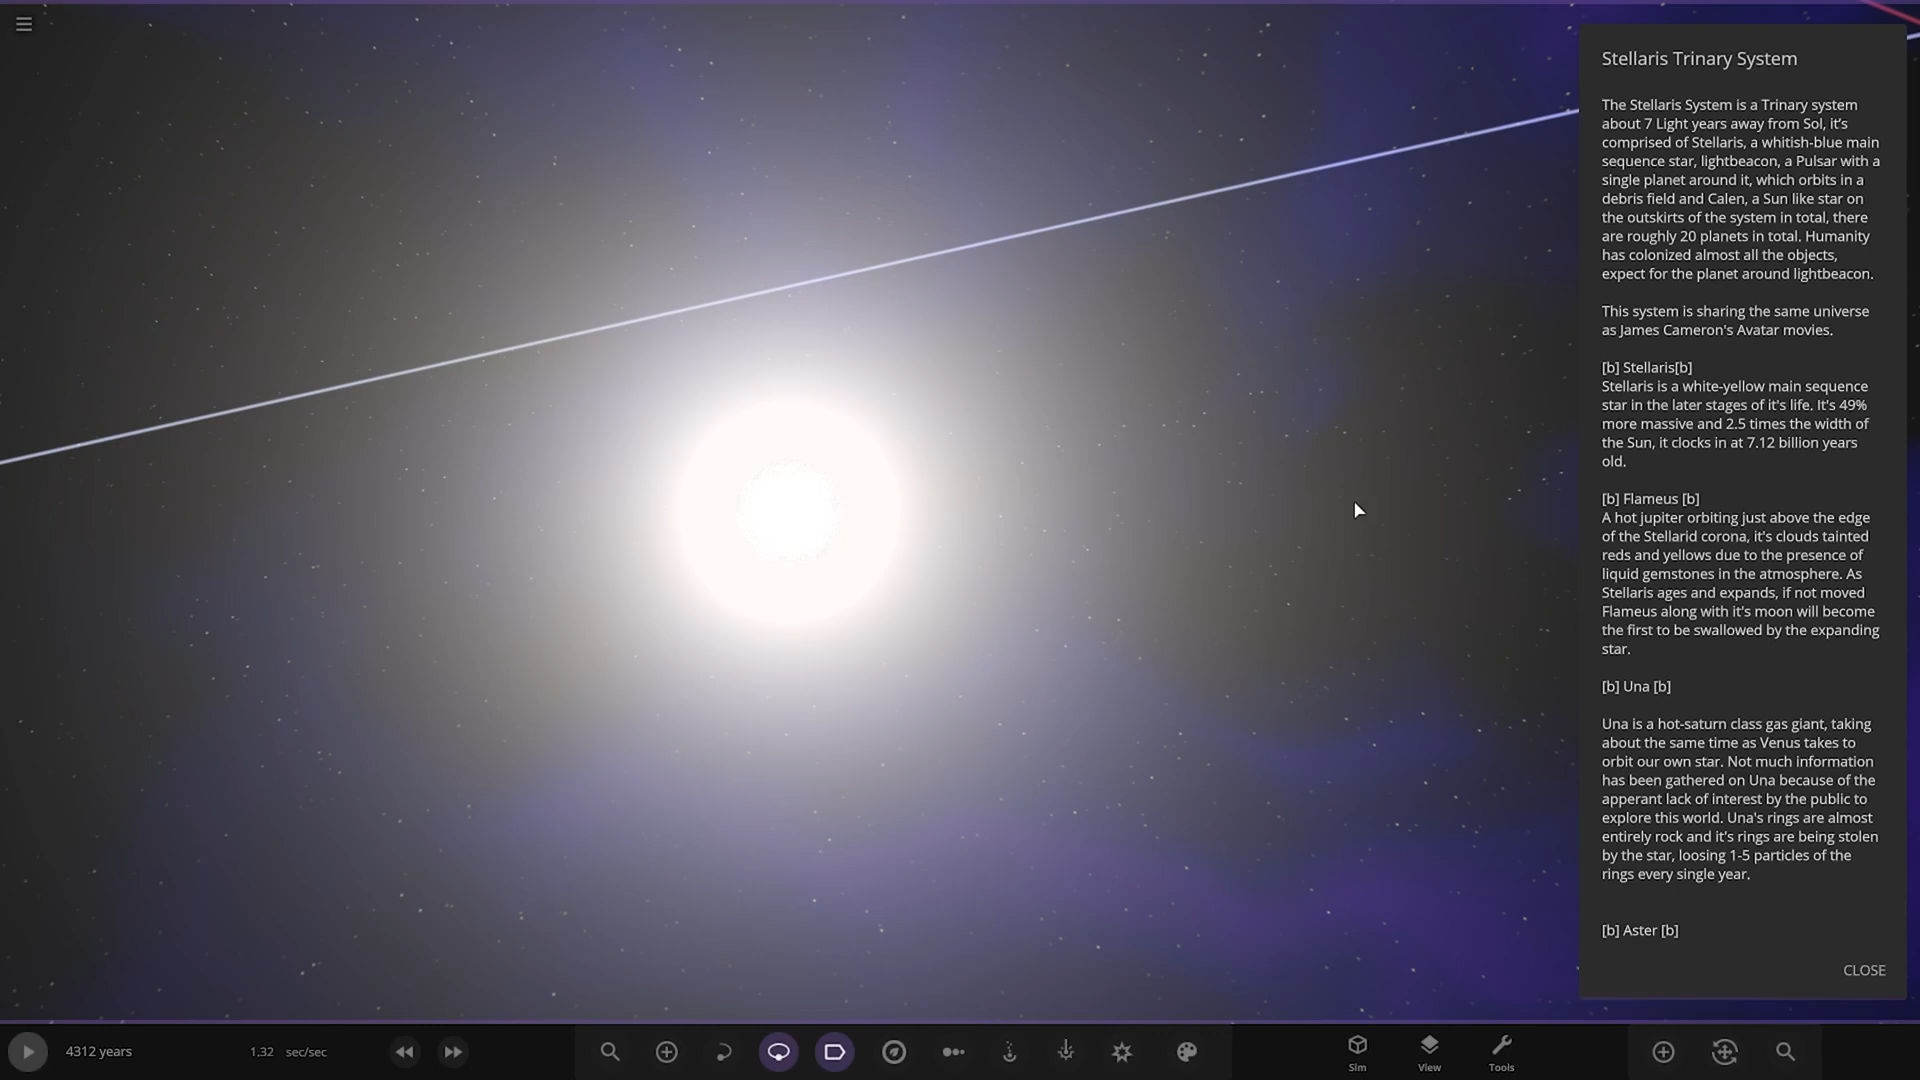 Stellaris Trinary System
The Stellaris System is a Trinary system
about 7 Light years away from Sol, it's
comprised of Stellaris, a whitish-blue main
sequence star, lightbeacon, a Pulsar with a
single planet around it, which orbits in a
debris field and Calen, a Sun like star on
the outskirts of the system in total, there
are roughly 20 planets in total. Humanity
has colonized almost all the objects,
expect for the planet around lightbeacon.
This system is sharing the same universe
as James Cameron's Avatar movies.
[b] Stellaris[b]
Stellaris is a white-yellow main sequence
star in the later stages of it's life. It's 49%
more massive and 2.5 times the width of
the Sun, it clocks in at 7.12 billion years
old.
[b] Flameus [b]
A hot jupiter orbiting just above the edge
of the Stellarid corona, it's clouds tainted
reds and yellows due to the presence of
liquid gemstones in the atmosphere. As
Stellaris ages and expands, if not moved
Flameus along with it's moon will become
the first to be swallowed by the expanding
star.
[b] Una [b]
Una is a hot-saturn class gas giant, taking
about the same time as Venus takes to
orbit our own star. Not much information
has been gathered on Una because of the
apperant lack of interest by the public to
explore this world. Una's rings are almost
entirely rock and it's rings are being stolen
by the star, loosing 1-5 particles of the
rings every single year.
[b] Aster [b]
CLOSE
4312 years
1.32 sec/sec
Sim
View
Tools